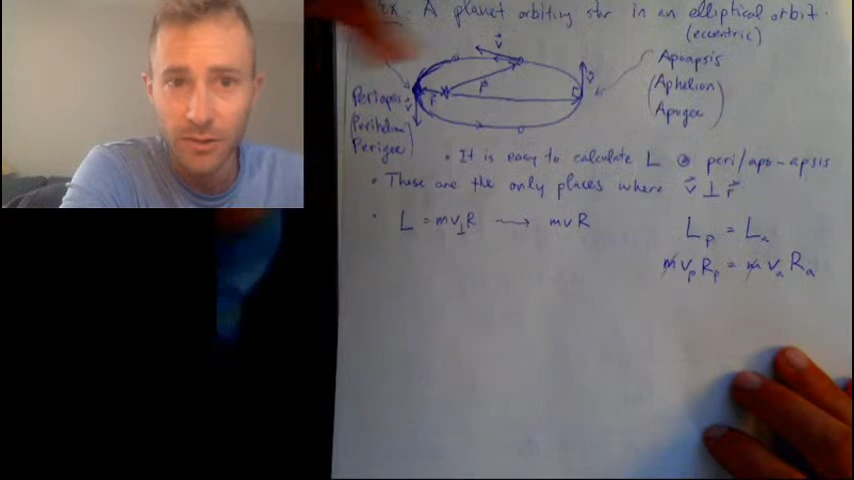 Ex. A planet orbiting star in an elliptical orbit.
(eccentric)
v
Apoapsis
(Aphelion
Apogee)
r
v
Periapsis
r
v
(Perihelion
Perigee)
• It is easy to calculate L @ peri/apo-apsis
• These are the only places where v ⊥ r
• L = mv⊥R → mvR
Lp = La
mvpRp = mvaRa